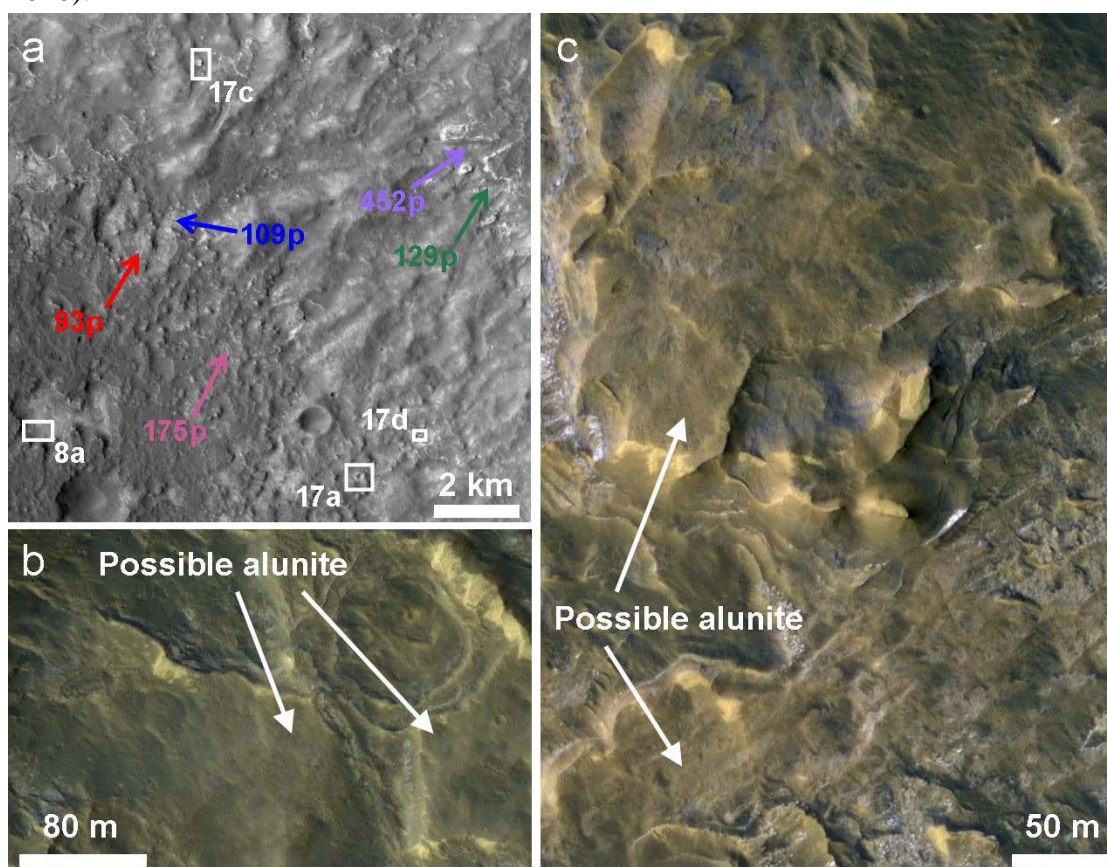 a
17c
452p
109p
129p
93p
175p
17d
8a
17a
2 km
b
Possible alunite
80 m
c
Possible alunite
50 m